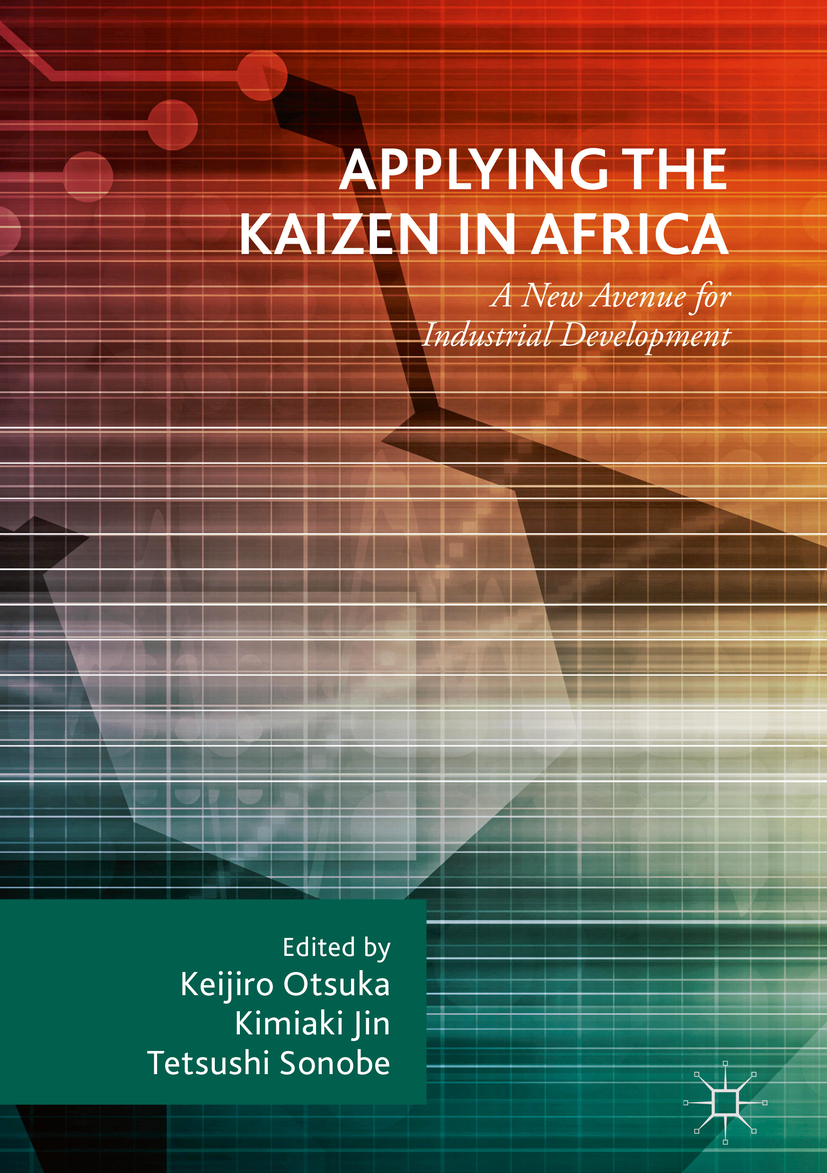 APPLYING THE
KAIZEN IN AFRICA
A New Avenue for
Industrial Development
Edited by
Keijiro Otsuka
Kimiaki Jin
Tetsushi Sonobe